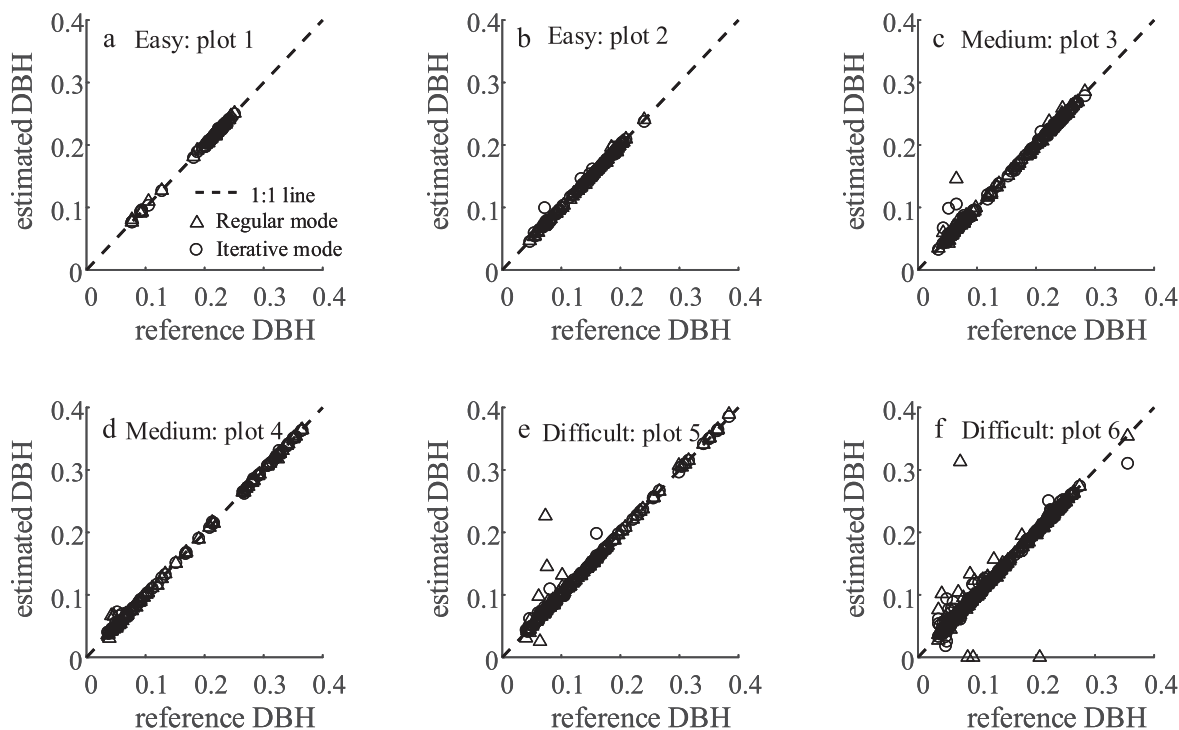 a Easy: plot 1
0.4
0.3
0.2
0.1
0
estimated DBH
1:1 line
Regular mode
Iterative mode
0 0.1 0.2 0.3 0.4
reference DBH
b Easy: plot 2
0.4
0.3
0.2
0.1
0
estimated DBH
0 0.1 0.2 0.3 0.4
reference DBH
c Medium: plot 3
0.4
0.3
0.2
0.1
0
estimated DBH
0 0.1 0.2 0.3 0.4
reference DBH
d Medium: plot 4
0.4
0.3
0.2
0.1
0
estimated DBH
0 0.1 0.2 0.3 0.4
reference DBH
e Difficult: plot 5
0.4
0.3
0.2
0.1
0
estimated DBH
0 0.1 0.2 0.3 0.4
reference DBH
f Difficult: plot 6
0.4
0.3
0.2
0.1
0
estimated DBH
0 0.1 0.2 0.3 0.4
reference DBH